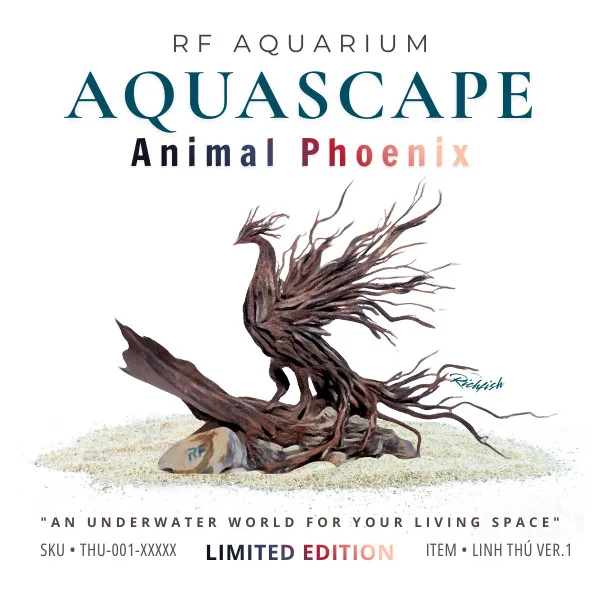 RF AQUARIUM
AQUASCAPE
Animal Phoenix
Richfish
RF
"AN UNDERWATER WORLD FOR YOUR LIVING SPACE"
SKU • THU-001-XXXXX
LIMITED EDITION
ITEM • LINH THÚ VER.1